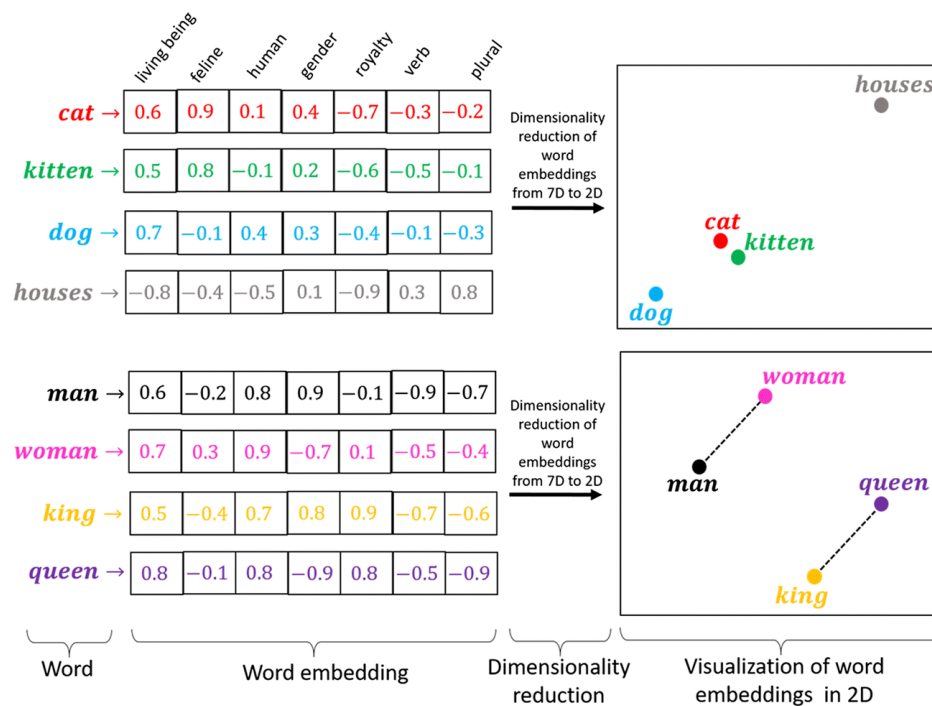 living being feline human gender royalty verb plural
cat → 0.6 0.9 0.1 0.4 −0.7 −0.3 −0.2
kitten → 0.5 0.8 −0.1 0.2 −0.6 −0.5 −0.1
dog → 0.7 −0.1 0.4 0.3 −0.4 −0.1 −0.3
houses → −0.8 −0.4 −0.5 0.1 −0.9 0.3 0.8
Dimensionality
reduction of
word
embeddings
from 7D to 2D
houses
cat
kitten
dog
man → 0.6 −0.2 0.8 0.9 −0.1 −0.9 −0.7
woman → 0.7 0.3 0.9 −0.7 0.1 −0.5 −0.4
king → 0.5 −0.4 0.7 0.8 0.9 −0.7 −0.6
queen → 0.8 −0.1 0.8 −0.9 0.8 −0.5 −0.9
Dimensionality
reduction of
word
embeddings
from 7D to 2D
woman
man
queen
king
Word
Word embedding
Dimensionality
reduction
Visualization of word
embeddings in 2D